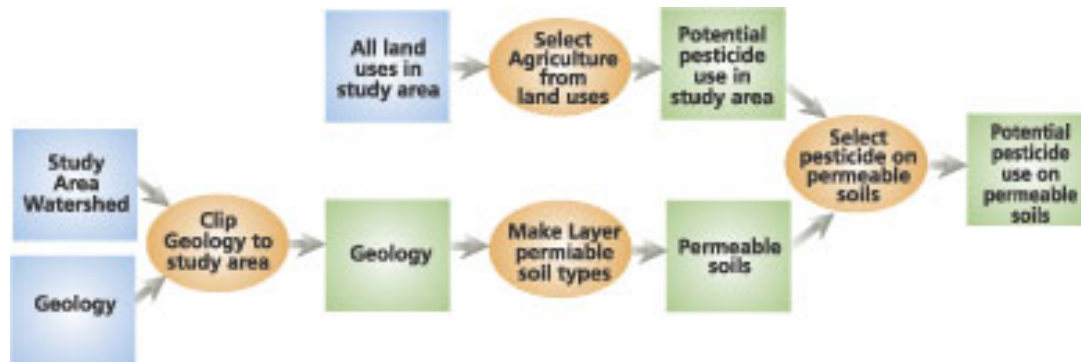 All land
uses in
study area
Select
Agriculture
from
land uses
Potential
pesticide
use in
study area
Study
Area
Watershed
Geology
Clip
Geology to
study area
Geology
Make Layer
permiable
soil types
Permeable
soils
Select
pesticide on
permeable
soils
Potential
pesticide
use on
permeable
soils